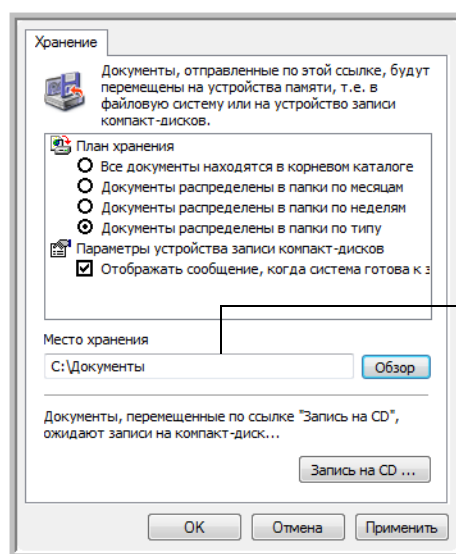 Хранение
Документы, отправленные по этой ссылке, будут
перемещены на устройства памяти, т.е. в
файловую систему или на устройство записи
компакт-дисков.
План хранения
Все документы находятся в корневом каталоге
Документы распределены в папки по месяцам
Документы распределены в папки по неделям
Документы распределены в папки по типу
Параметры устройства записи компакт-дисков
Отображать сообщение, когда система готова к з
Место хранения
C:\Документы
Обзор
Документы, перемещенные по ссылке "Запись на CD",
ожидают записи на компакт-диск...
Запись на CD ...
OK
Отмена
Применить